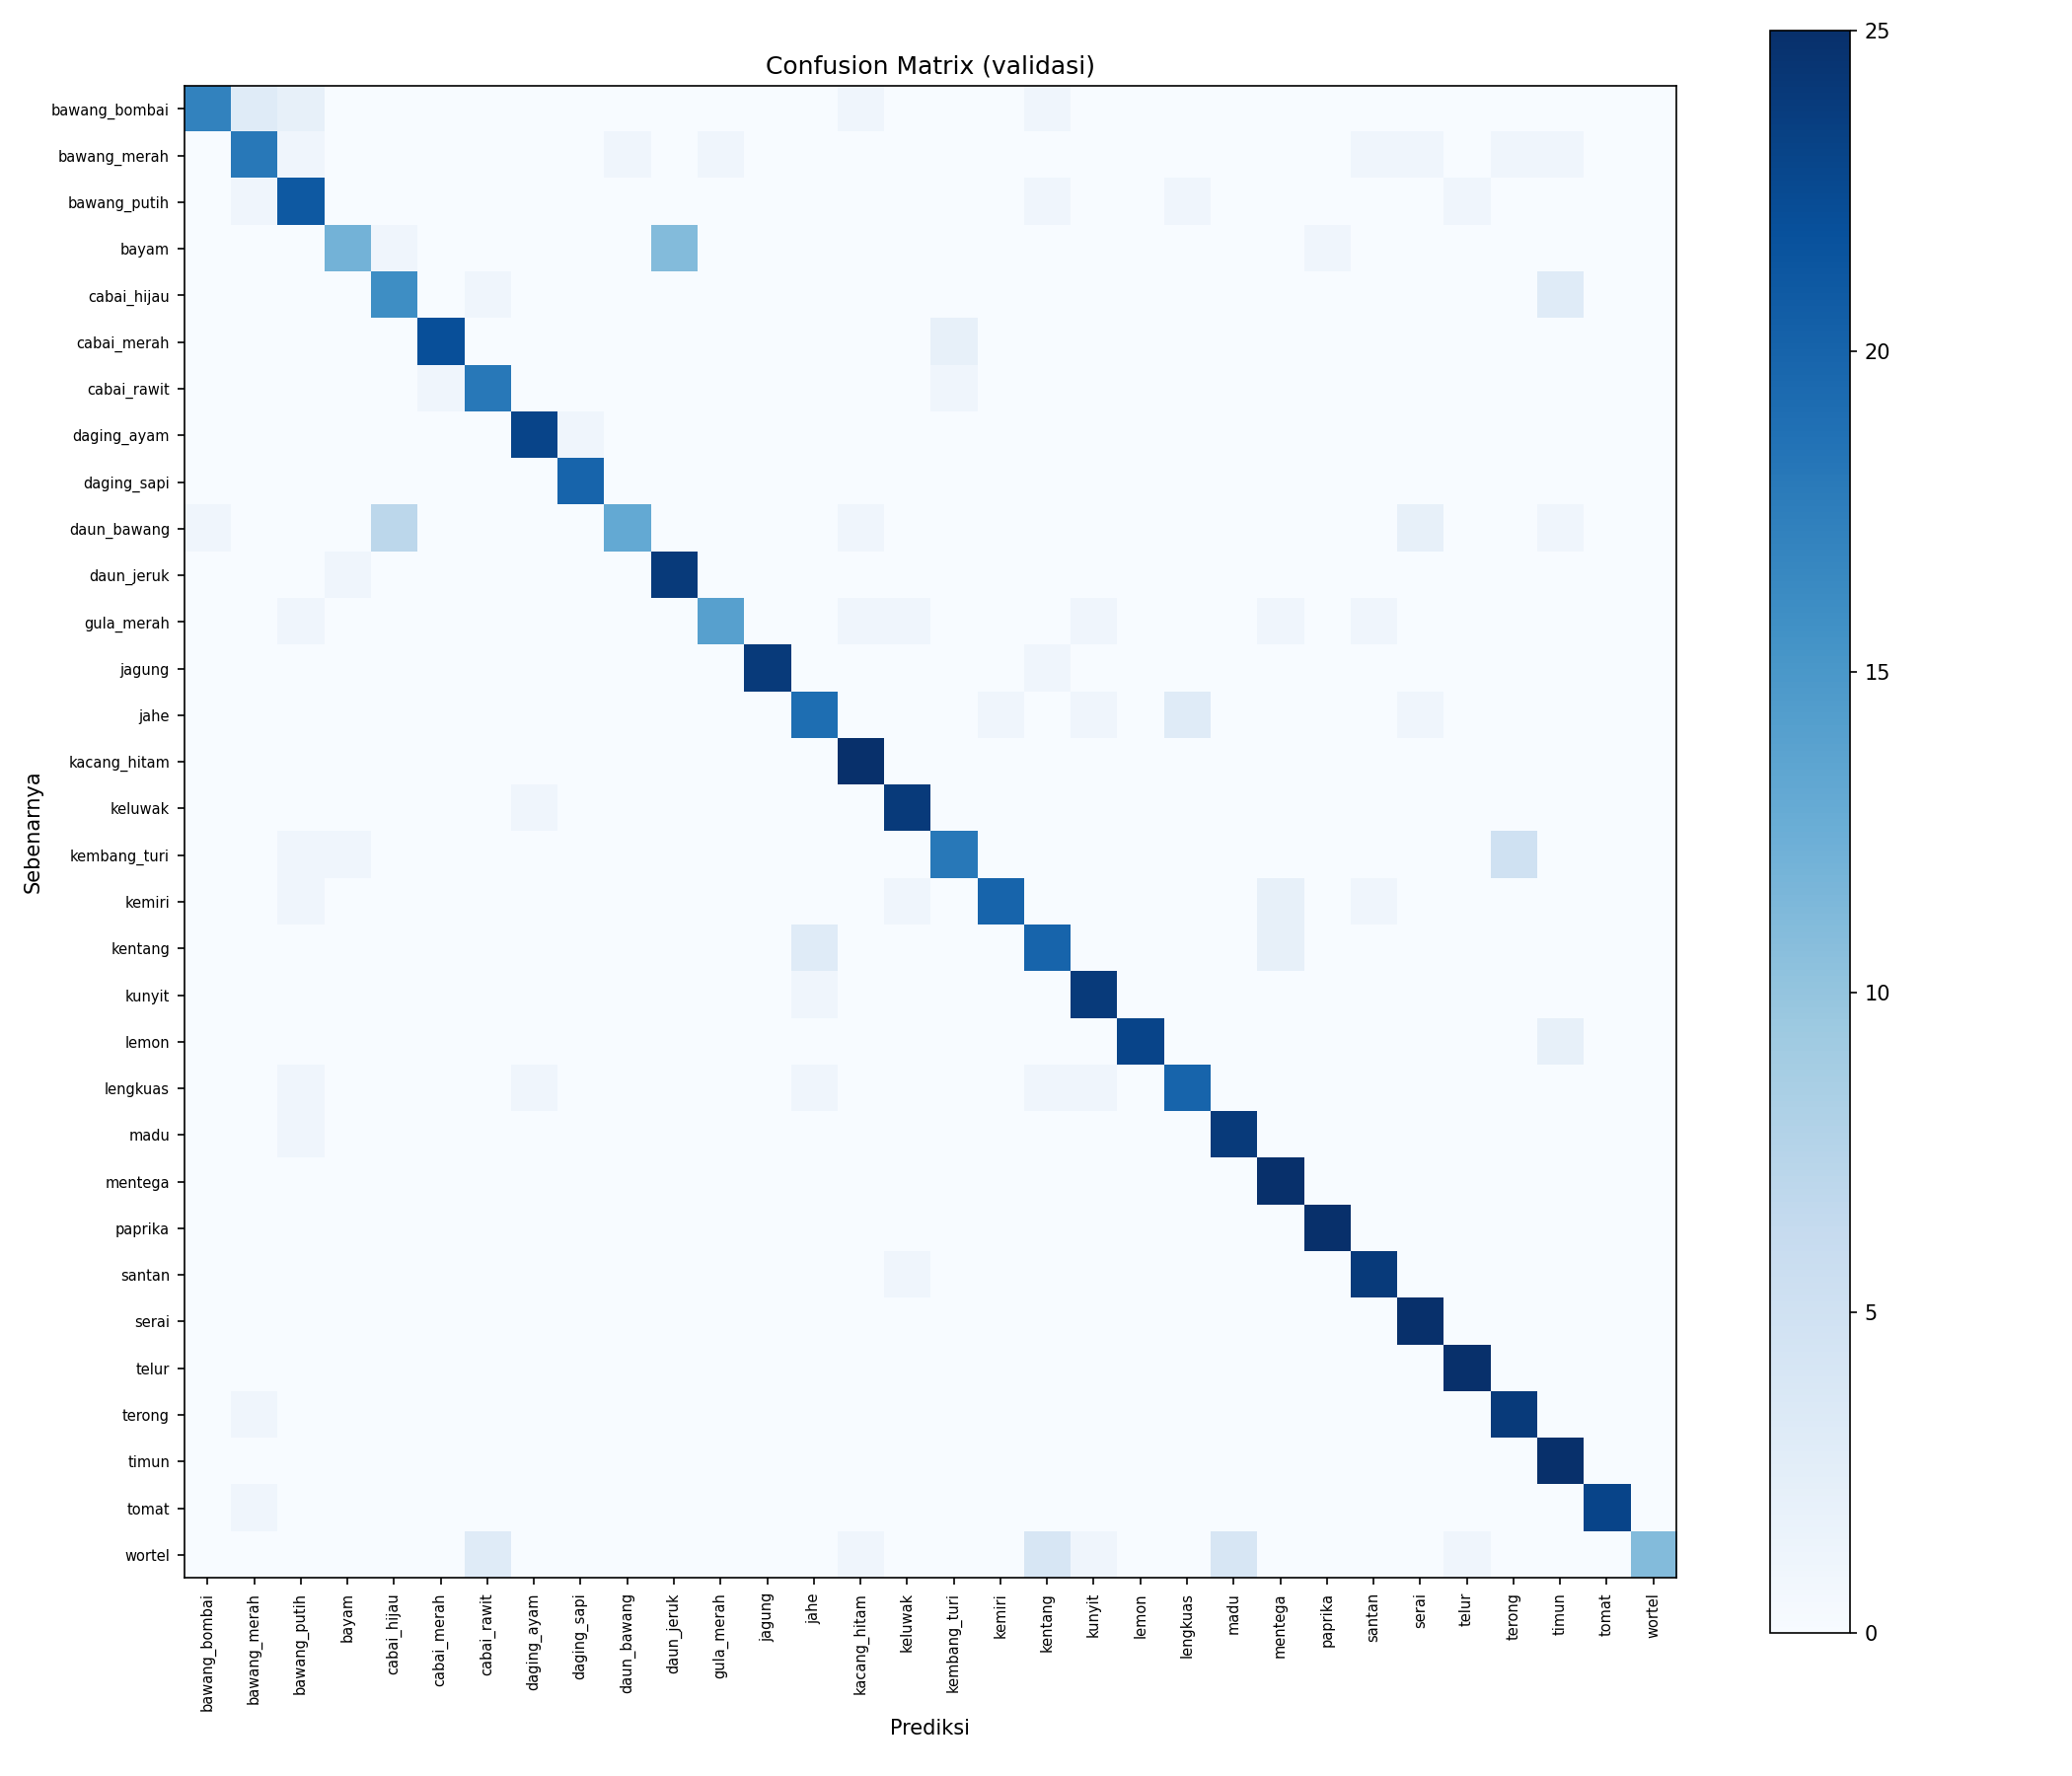 Confusion Matrix (validasi)
Sebenarnya
bawang_bombai
bawang_merah
bawang_putih
bayam
cabai_hijau
cabai_merah
cabai_rawit
daging_ayam
daging_sapi
daun_bawang
daun_jeruk
gula_merah
jagung
jahe
kacang_hitam
keluwak
kembang_turi
kemiri
kentang
kunyit
lemon
lengkuas
madu
mentega
paprika
santan
serai
telur
terong
timun
tomat
wortel
bawang_bombai
bawang_merah
bawang_putih
bayam
cabai_hijau
cabai_merah
cabai_rawit
daging_ayam
daging_sapi
daun_bawang
daun_jeruk
gula_merah
jagung
jahe
kacang_hitam
keluwak
kembang_turi
kemiri
kentang
kunyit
lemon
lengkuas
madu
mentega
paprika
santan
serai
telur
terong
timun
tomat
wortel
Prediksi
25
20
15
10
5
0